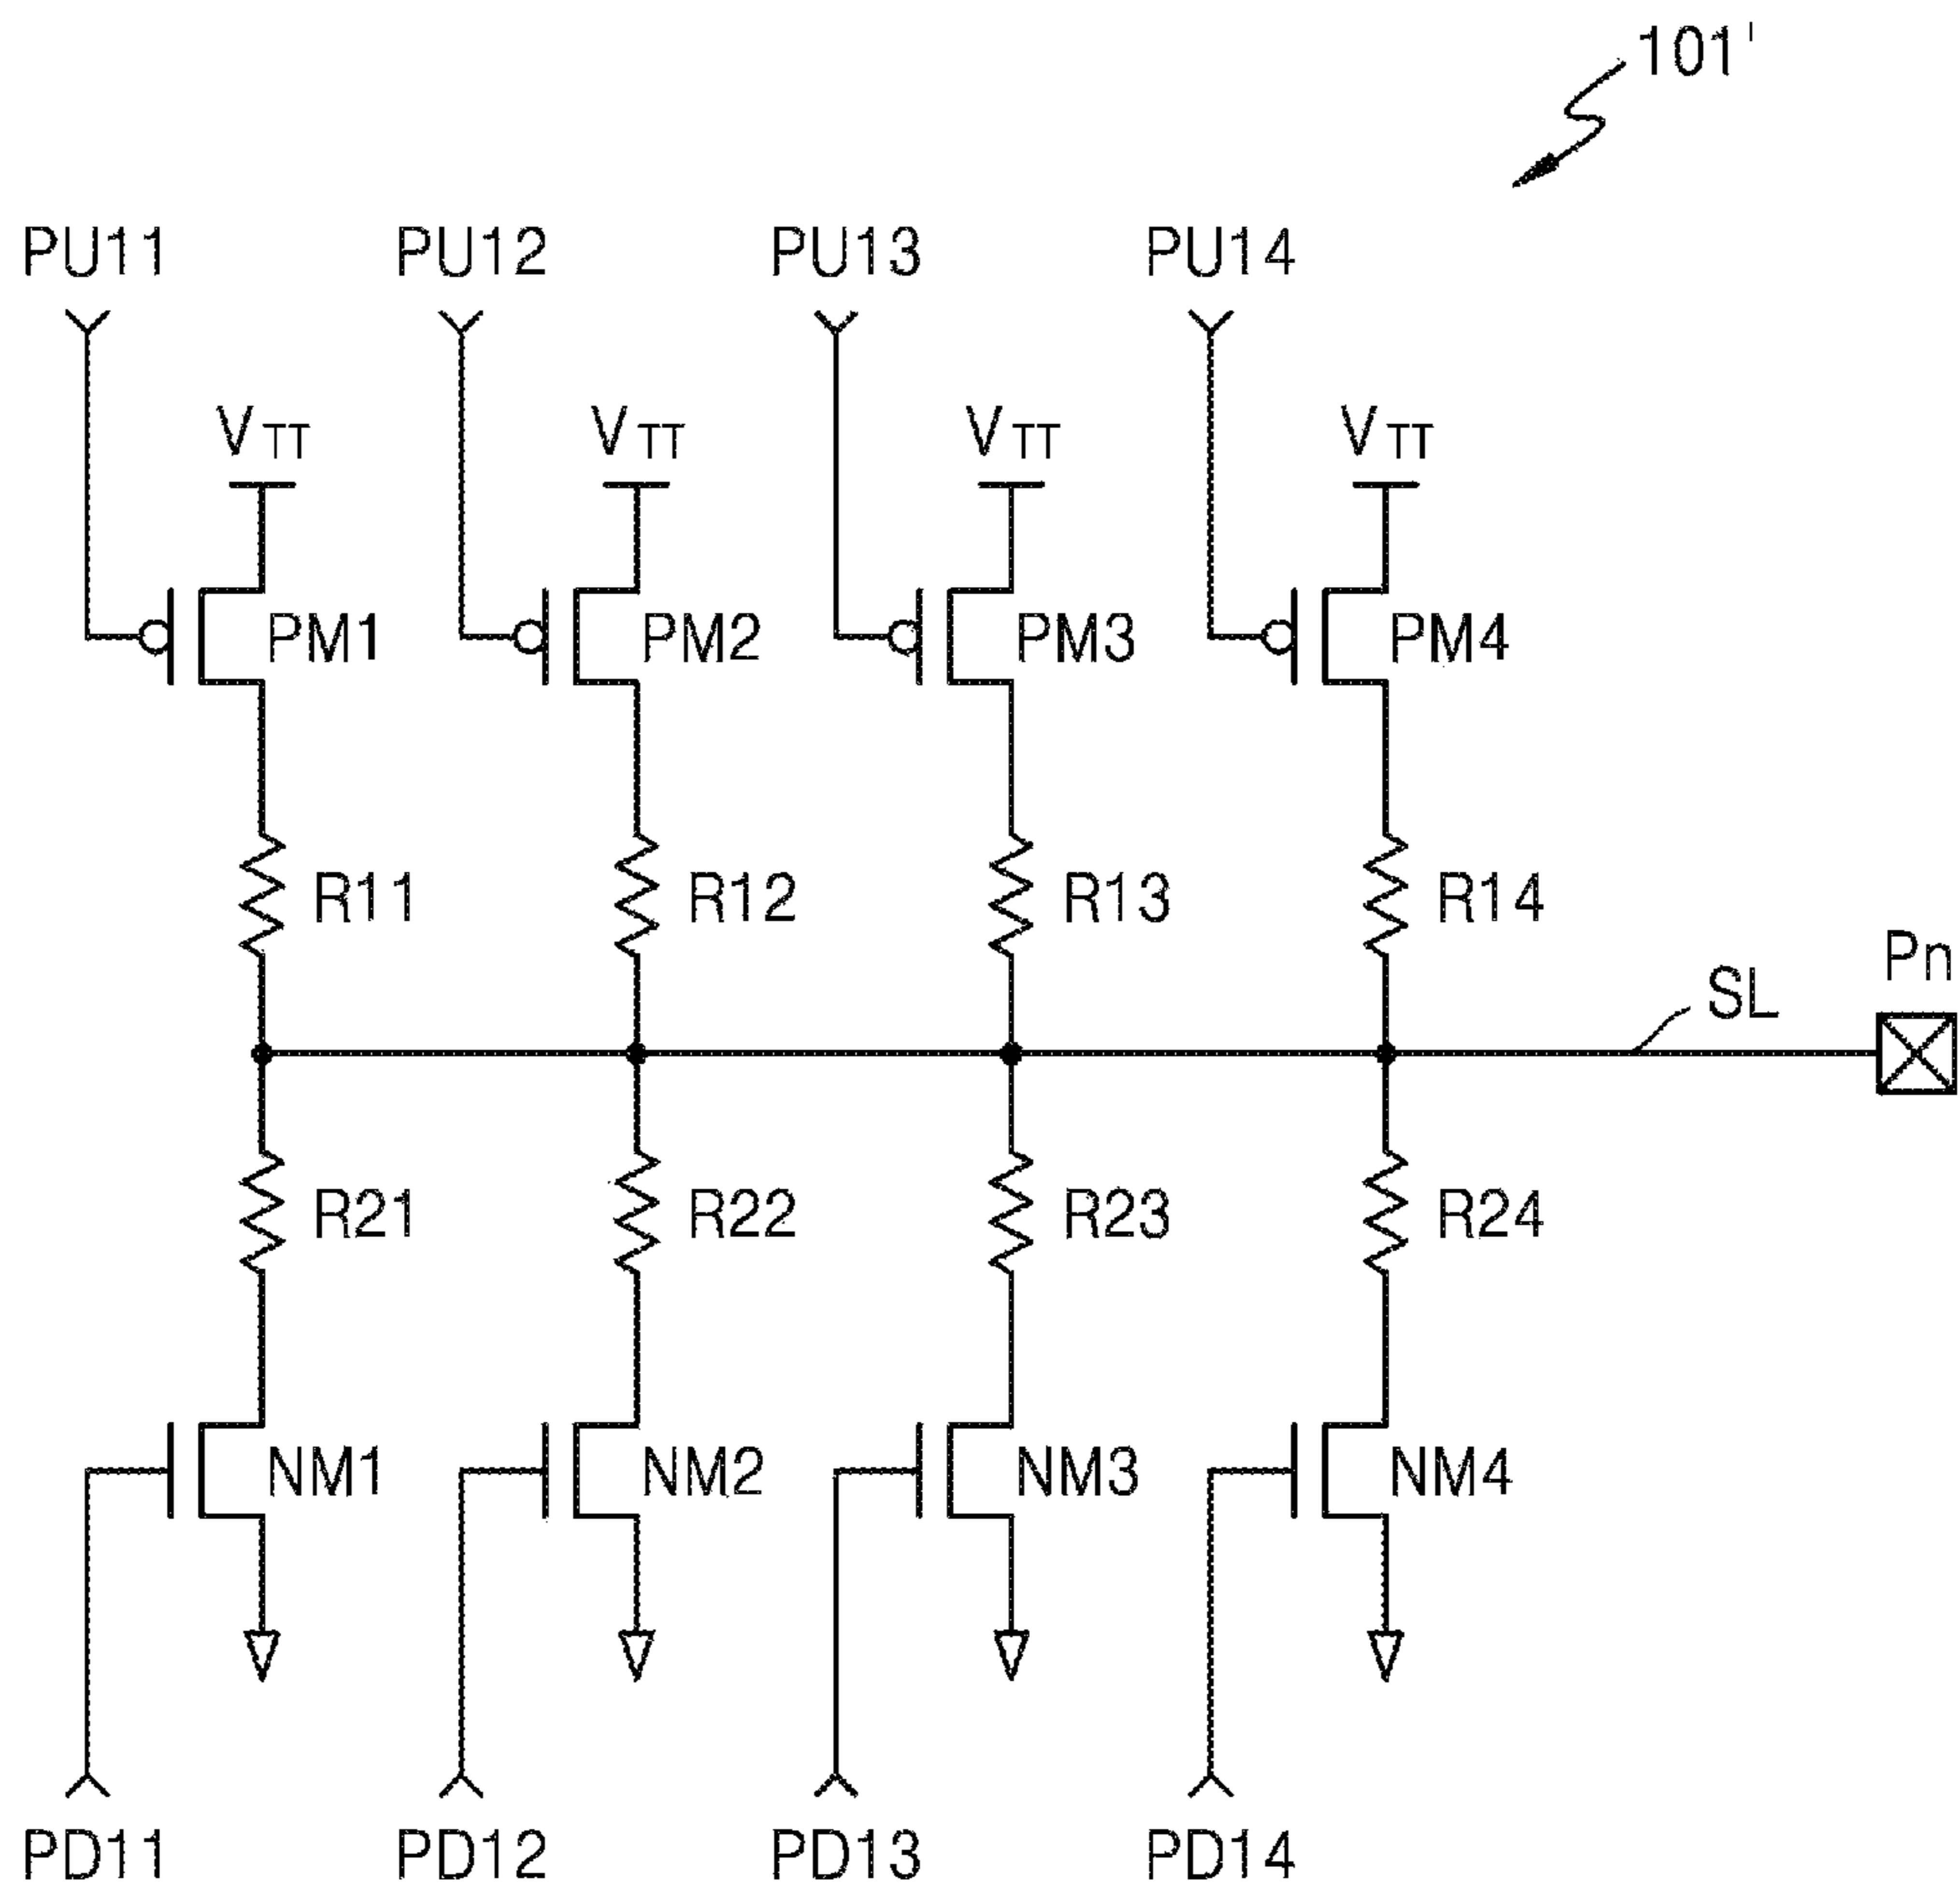 101'
PU11 PU12 PU13 PU14
VTT VTT VTT VTT
PM1 PM2 PM3 PM4
R11 R12 R13 R14
Pn
SL
R21 R22 R23 R24
NM1 NM2 NM3 NM4
PD11 PD12 PD13 PD14